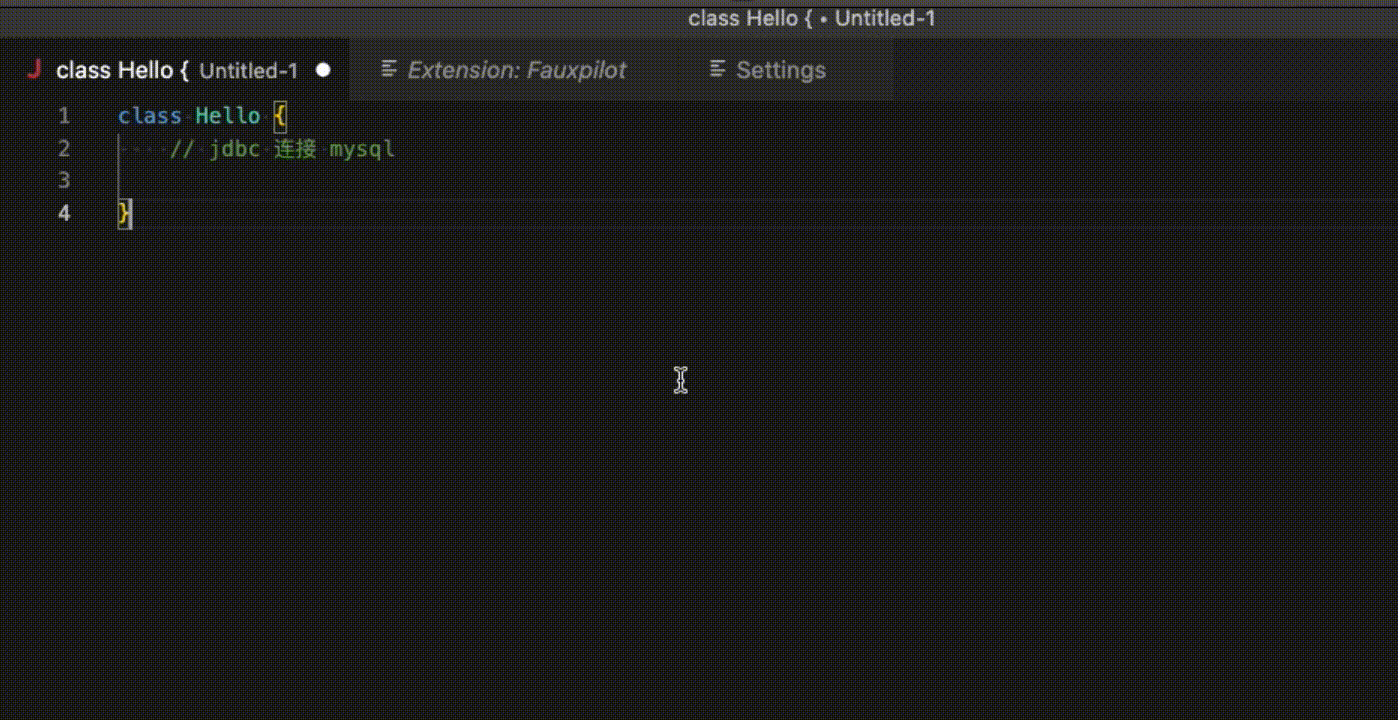 class Hello { • Untitled-1
class Hello { Untitled-1 Extension: Fauxpilot Settings
1 class Hello {
2 // jdbc 连接 mysql
3
4 }